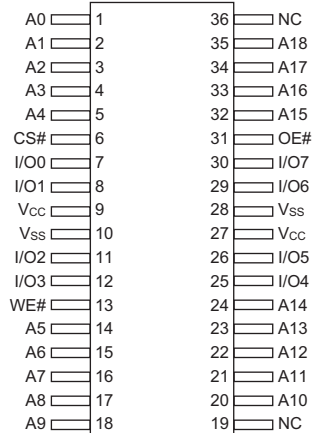 A0 1 36 NC
A1 2 35 A18
A2 3 34 A17
A3 4 33 A16
A4 5 32 A15
CS# 6 31 OE#
I/O0 7 30 I/O7
I/O1 8 29 I/O6
Vcc 9 28 Vss
Vss 10 27 Vcc
I/O2 11 26 I/O5
I/O3 12 25 I/O4
WE# 13 24 A14
A5 14 23 A13
A6 15 22 A12
A7 16 21 A11
A8 17 20 A10
A9 18 19 NC